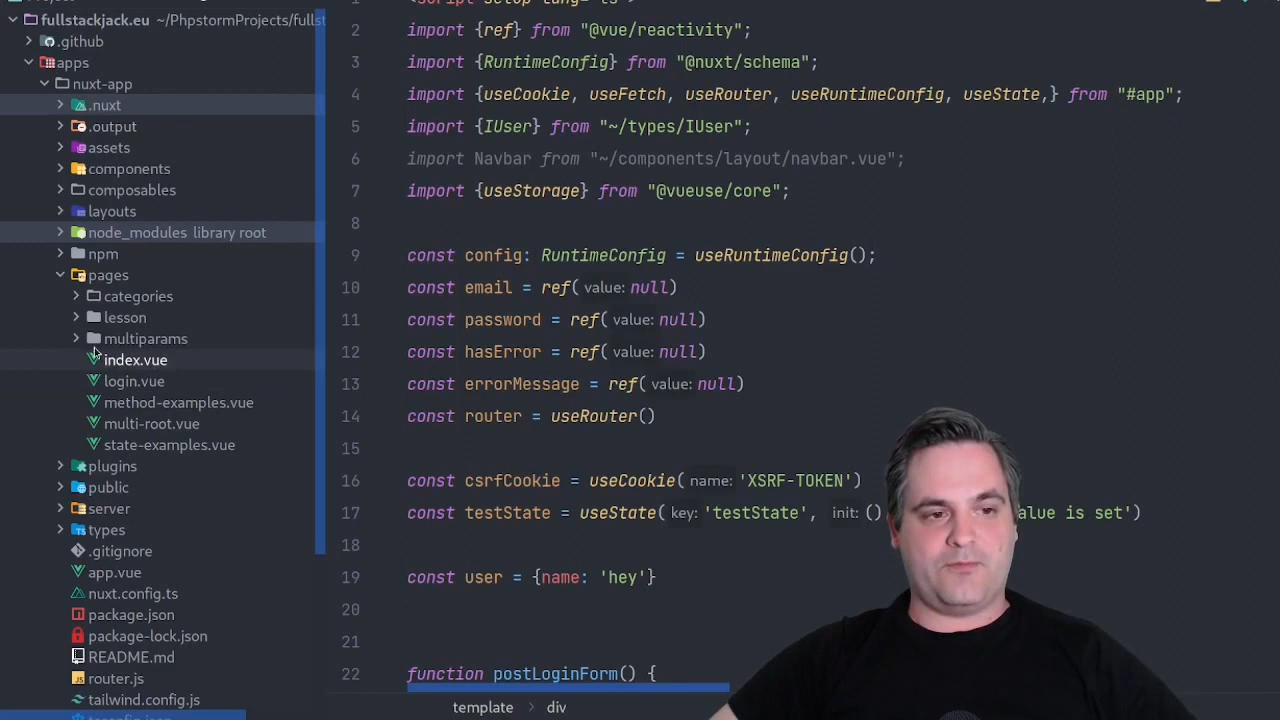 fullstackjack.eu ~/PhpstormProjects/fullst
.github
apps
nuxt-app
.nuxt
.output
assets
components
composables
layouts
node_modules library root
npm
pages
categories
lesson
multiparams
index.vue
login.vue
method-examples.vue
multi-root.vue
state-examples.vue
plugins
public
server
types
.gitignore
app.vue
nuxt.config.ts
package.json
package-lock.json
README.md
router.js
tailwind.config.js
2 import {ref} from "@vue/reactivity";
3 import {RuntimeConfig} from "@nuxt/schema";
4 import {useCookie, useFetch, useRouter, useRuntimeConfig, useState,} from "#app";
5 import {IUser} from "~/types/IUser";
6 import Navbar from "~/components/layout/navbar.vue";
7 import {useStorage} from "@vueuse/core";
8
9 const config: RuntimeConfig = useRuntimeConfig();
10 const email = ref( value: null)
11 const password = ref( value: null)
12 const hasError = ref( value: null)
13 const errorMessage = ref( value: null)
14 const router = useRouter()
15
16 const csrfCookie = useCookie( name: 'XSRF-TOKEN')
17 const testState = useState( key: 'testState', init: () alue is set')
18
19 const user = {name: 'hey'}
20
21
22 function postLoginForm() {
template > div